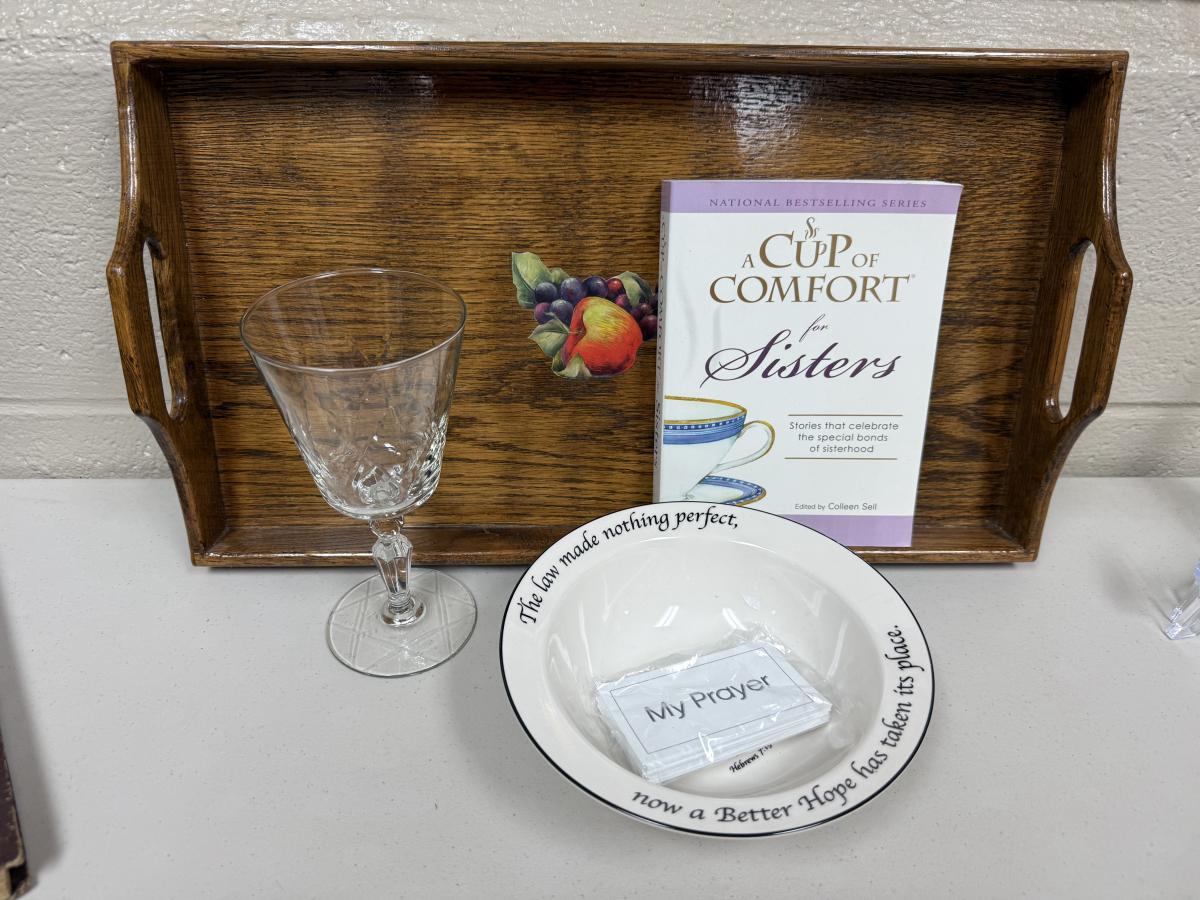 NATIONAL BESTSELLING SERIES
A CUP OF
COMFORT®
for
Sisters
Stories that celebrate
the special bonds
of sisterhood
Edited by Colleen Sell
The law made nothing perfect,
now a Better Hope has taken its place.
My Prayer